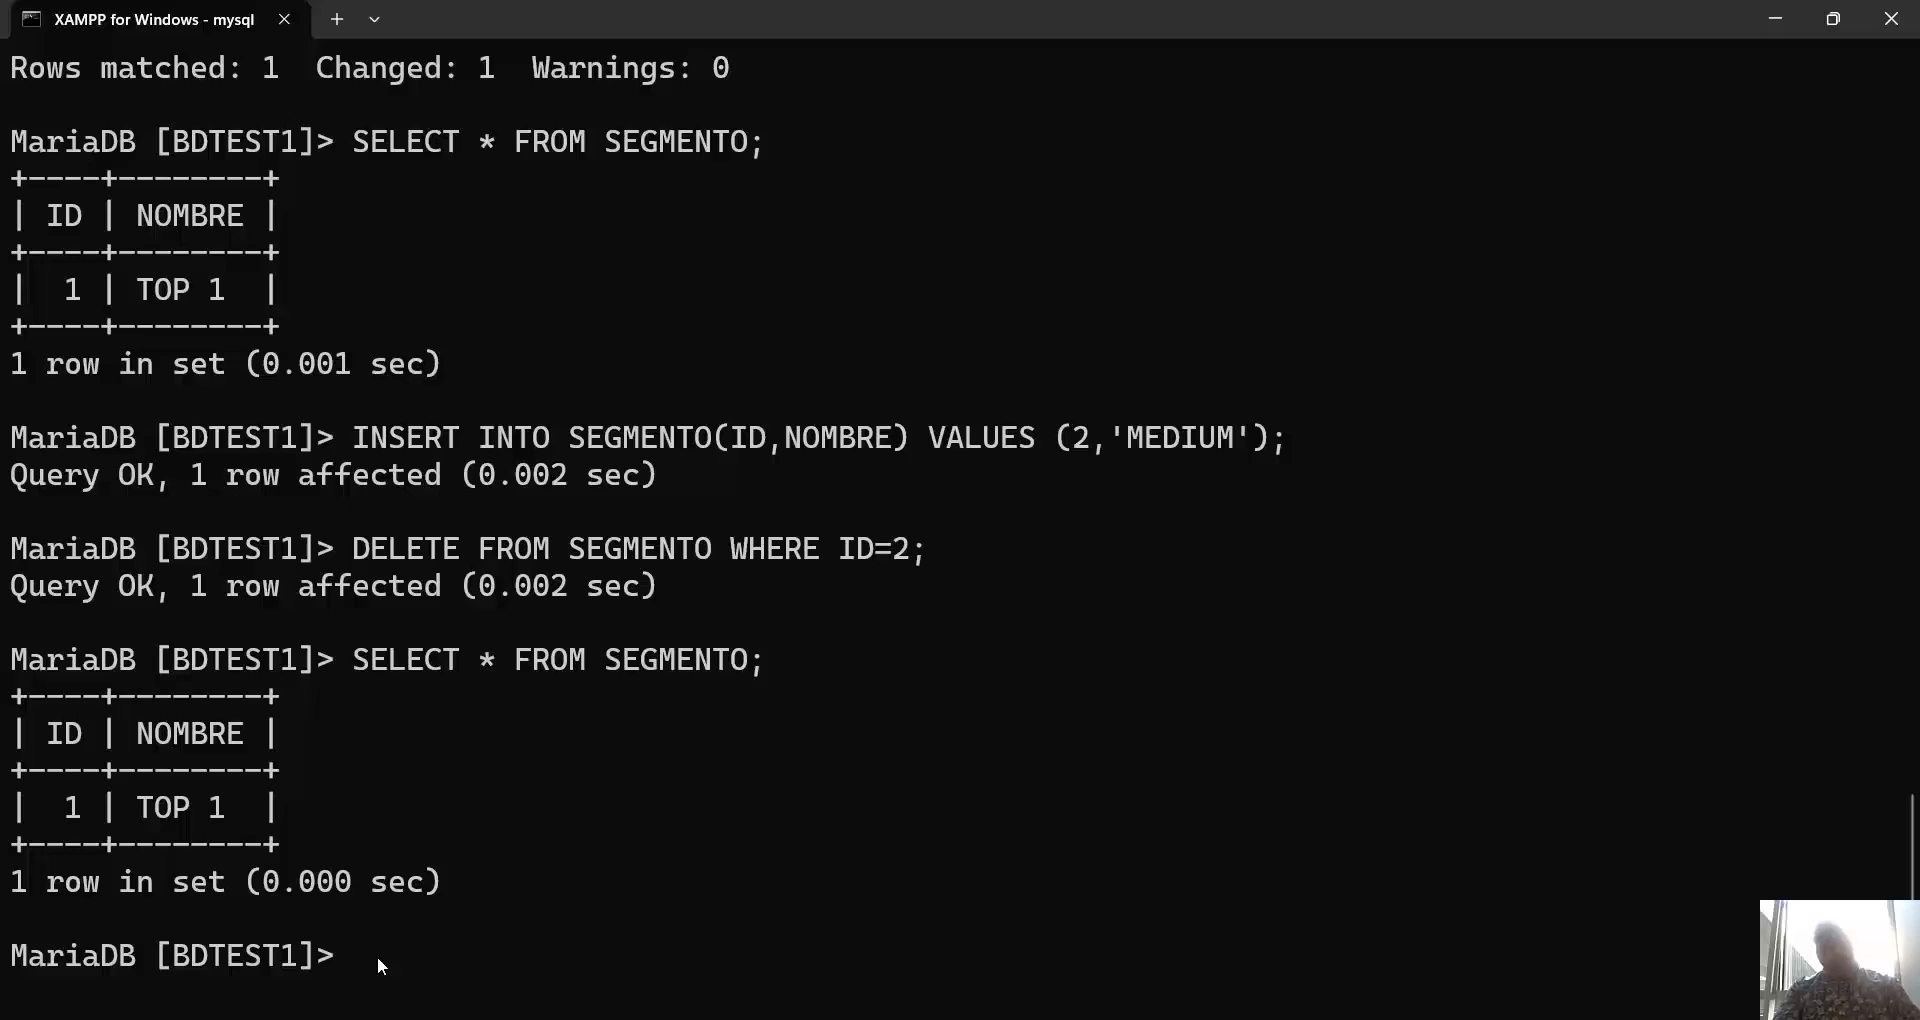 XAMPP for Windows - mysql
Rows matched: 1  Changed: 1  Warnings: 0
MariaDB [BDTEST1]> SELECT * FROM SEGMENTO;
+----+--------+
| ID | NOMBRE |
+----+--------+
|  1 | TOP 1  |
+----+--------+
1 row in set (0.001 sec)
MariaDB [BDTEST1]> INSERT INTO SEGMENTO(ID,NOMBRE) VALUES (2,'MEDIUM');
Query OK, 1 row affected (0.002 sec)
MariaDB [BDTEST1]> DELETE FROM SEGMENTO WHERE ID=2;
Query OK, 1 row affected (0.002 sec)
MariaDB [BDTEST1]> SELECT * FROM SEGMENTO;
+----+--------+
| ID | NOMBRE |
+----+--------+
|  1 | TOP 1  |
+----+--------+
1 row in set (0.000 sec)
MariaDB [BDTEST1]>